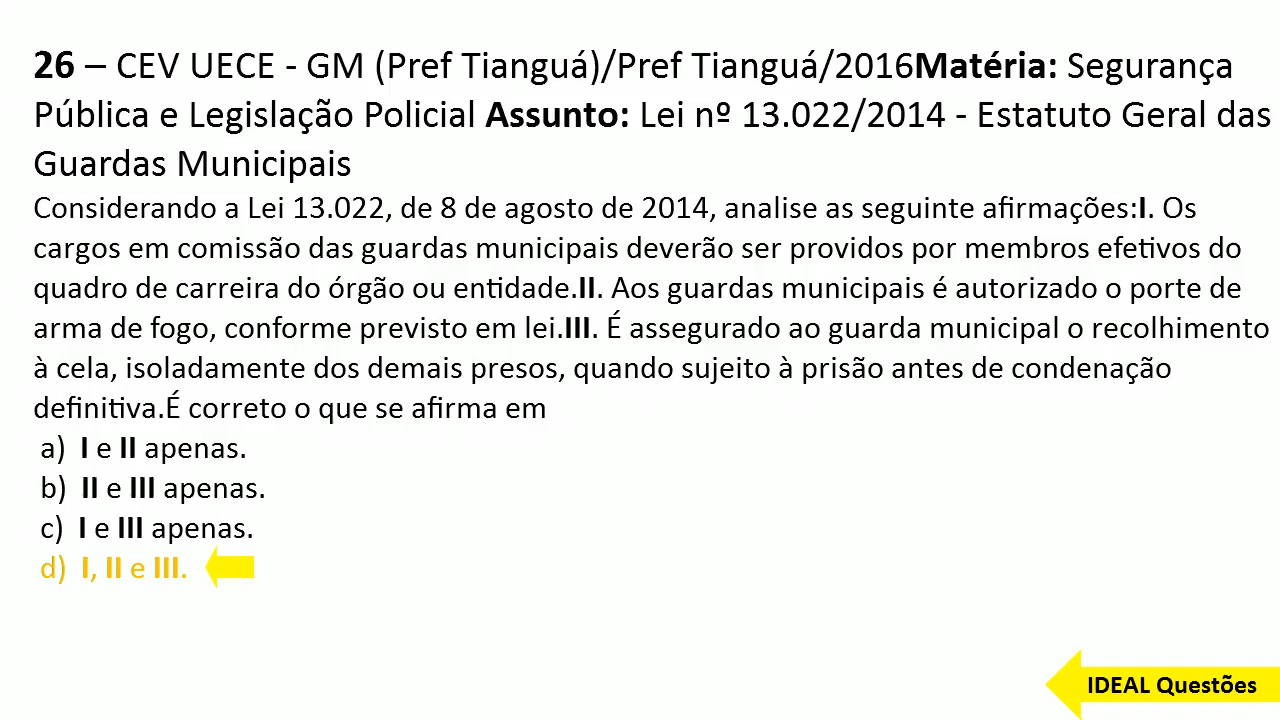 26 – CEV UECE - GM (Pref Tianguá)/Pref Tianguá/2016Matéria: Segurança
Pública e Legislação Policial Assunto: Lei nº 13.022/2014 - Estatuto Geral das
Guardas Municipais
Considerando a Lei 13.022, de 8 de agosto de 2014, analise as seguinte afirmações:I. Os
cargos em comissão das guardas municipais deverão ser providos por membros efetivos do
quadro de carreira do órgão ou entidade.II. Aos guardas municipais é autorizado o porte de
arma de fogo, conforme previsto em lei.III. É assegurado ao guarda municipal o recolhimento
à cela, isoladamente dos demais presos, quando sujeito à prisão antes de condenação
definitiva.É correto o que se afirma em
a) I e II apenas.
b) II e III apenas.
c) I e III apenas.
d) I, II e III.
IDEAL Questões